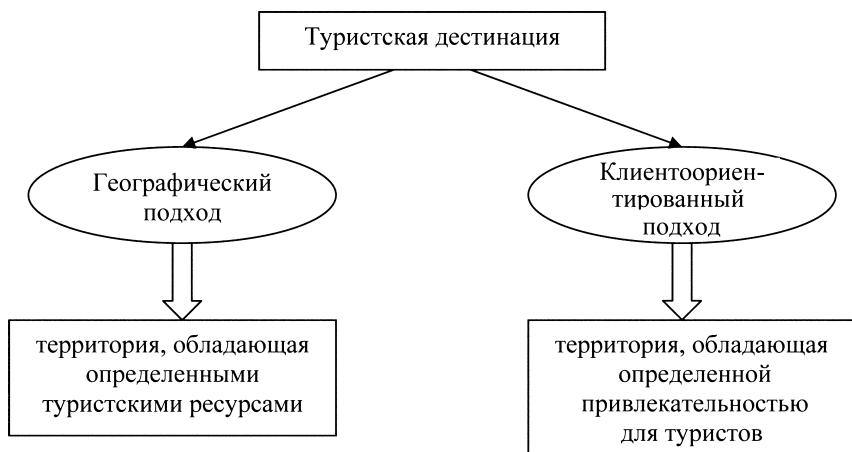 Туристская дестинация
Географический
подход
Клиентоориен-
тированный
подход
территория, обладающая
определенными
туристскими ресурсами
территория, обладающая
определенной
привлекательностью
для туристов